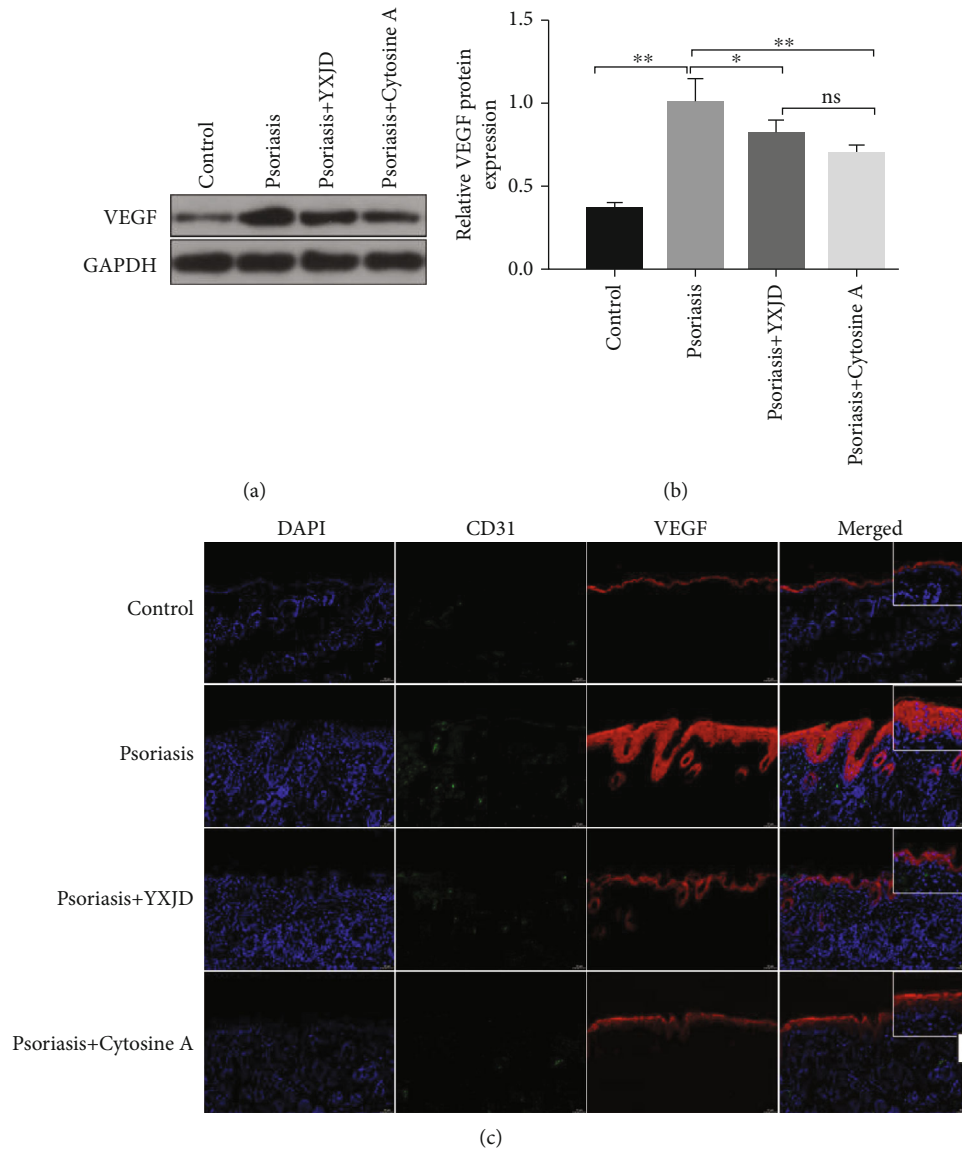 Control
Psoriasis
Psoriasis+YXJD
Psoriasis+Cytosine A
VEGF
GAPDH
(a)
Relative VEGF protein
expression
1.5
1.0
0.5
0.0
**
**
*
ns
Control
Psoriasis
Psoriasis+YXJD
Psoriasis+Cytosine A
(b)
DAPI
CD31
VEGF
Merged
Control
Psoriasis
Psoriasis+YXJD
Psoriasis+Cytosine A
(c)